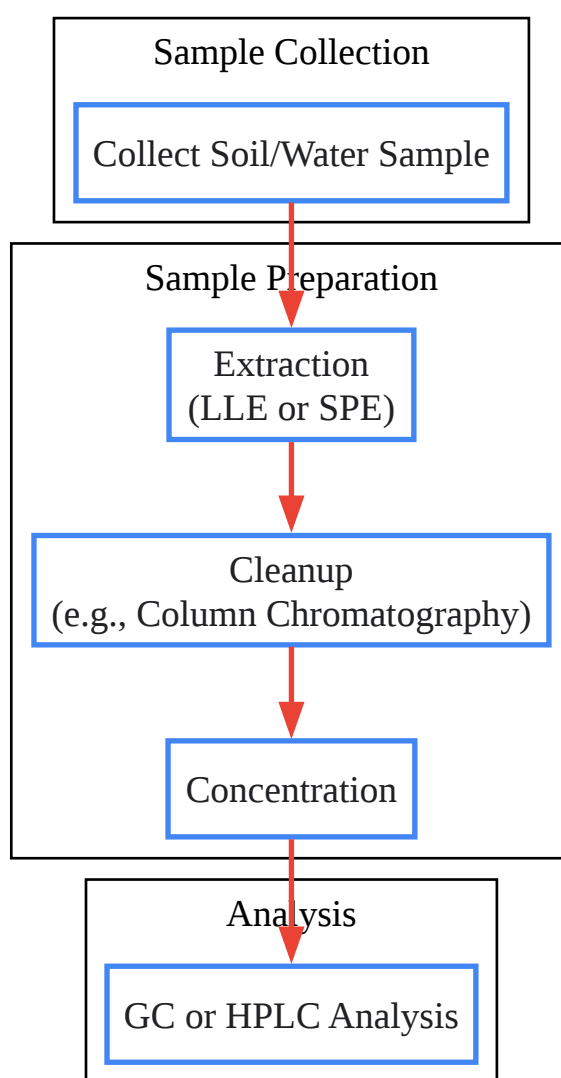 Sample Collection
Collect Soil/Water Sample
Sample Preparation
Extraction
(LLE or SPE)
Cleanup
(e.g., Column Chromatography)
Concentration
Analysis
GC or HPLC Analysis